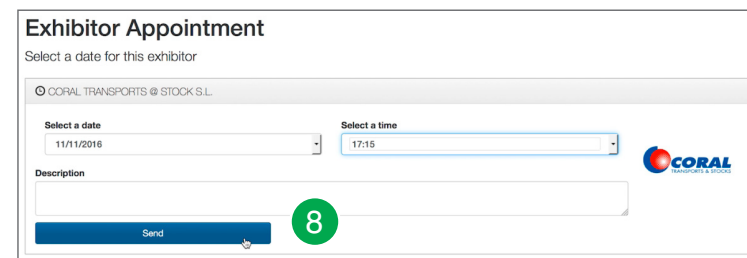 Exhibitor Appointment
Select a date for this exhibitor
CORAL TRANSPORTS @ STOCK S.L.
Select a date
Select a time
11/11/2016
17:15
CORAL
TRANSPORTS & STOCKS
Description
Send
8